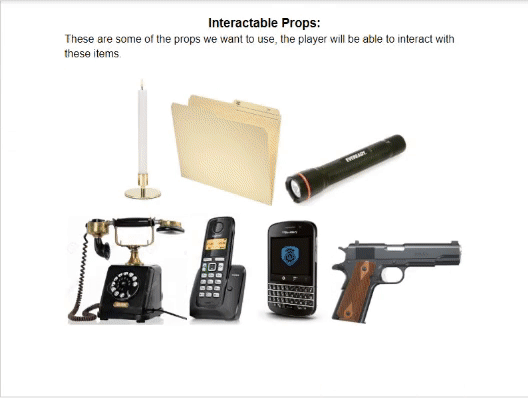 Interactable Props:
These are some of the props we want to use, the player will be able to interact with
these items.
EVEREADY